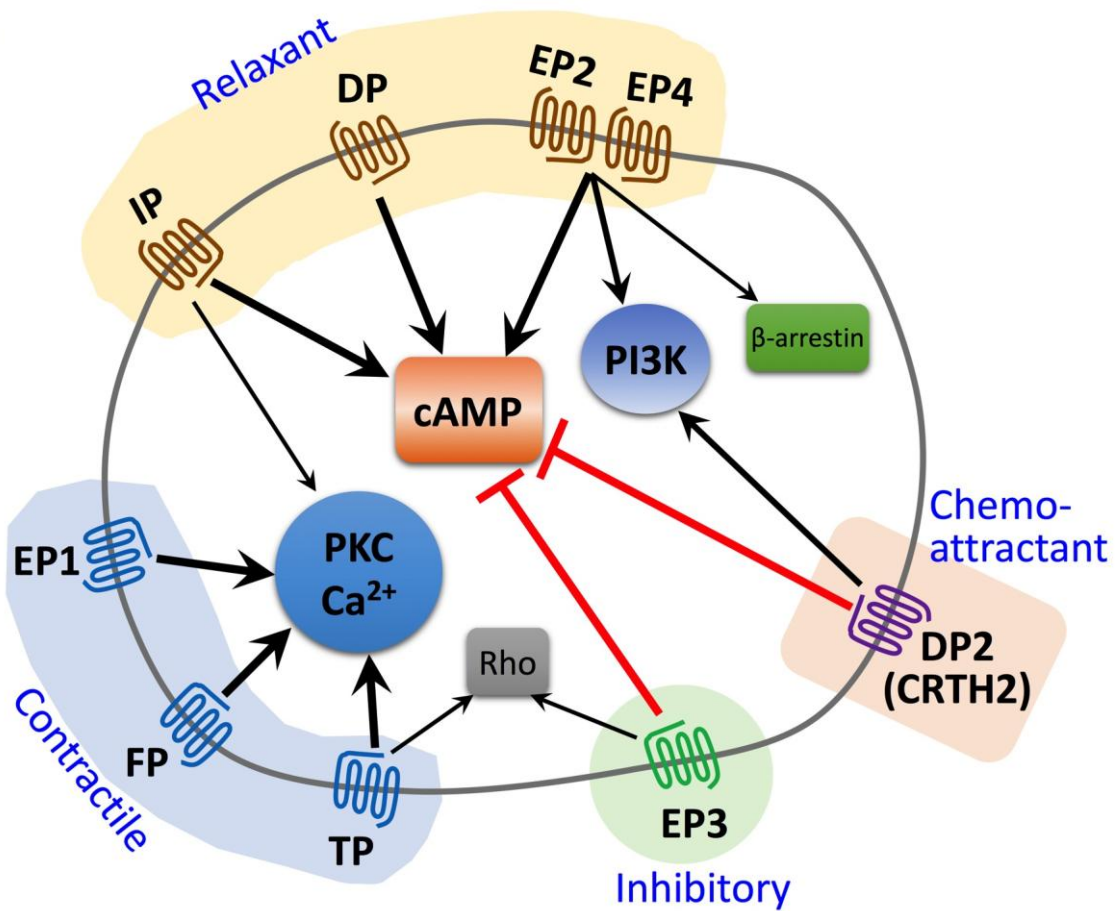 Relaxant
DP
EP2
EP4
IP
PI3K
β-arrestin
cAMP
EP1
PKC
Ca²⁺
Chemo-
attractant
Rho
DP2
(CRTH2)
FP
Contractile
TP
EP3
Inhibitory